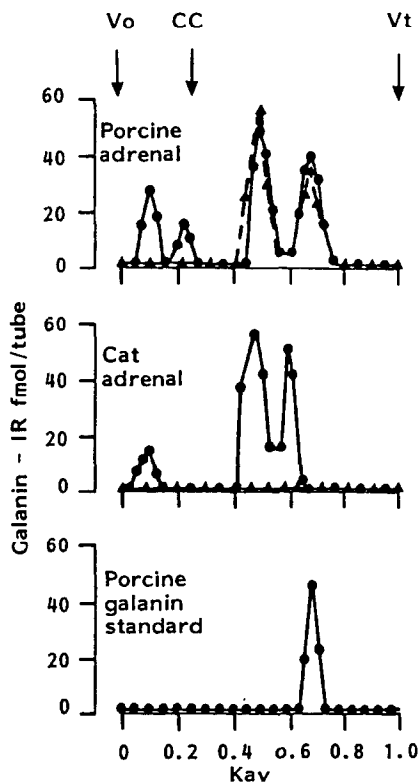 Vo CC Vt
60
Porcine
adrenal
40
20
0
60
Cat
adrenal
40
20
0
60
Porcine
galanin
standard
40
20
0
Galanin - IR fmol/tube
0 0.2 0.4 0.6 0.8 1.0
Kav